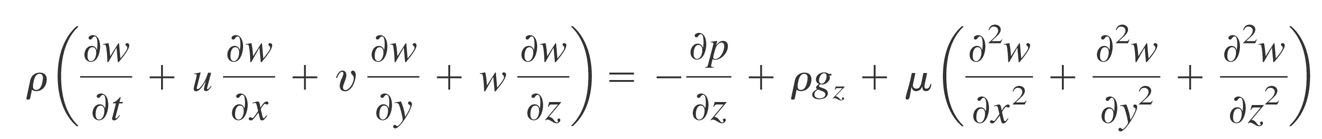 ρ(∂w/∂t + u ∂w/∂x + v ∂w/∂y + w ∂w/∂z) = −∂p/∂z + ρg_z + μ(∂²w/∂x² + ∂²w/∂y² + ∂²w/∂z²)